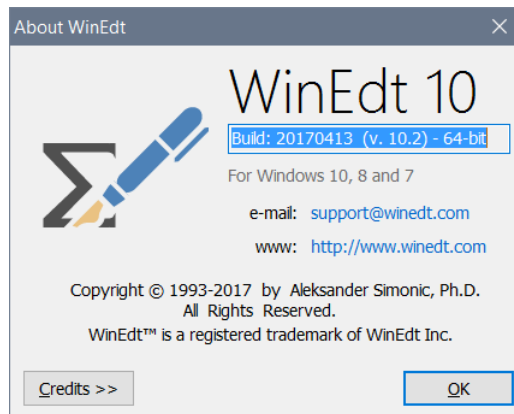 About WinEdt
WinEdt 10
Build: 20170413 (v. 10.2) - 64-bit
For Windows 10, 8 and 7
e-mail: support@winedt.com
www: http://www.winedt.com
Copyright © 1993-2017 by Aleksander Simonic, Ph.D.
All Rights Reserved.
WinEdt™ is a registered trademark of WinEdt Inc.
Credits >> OK